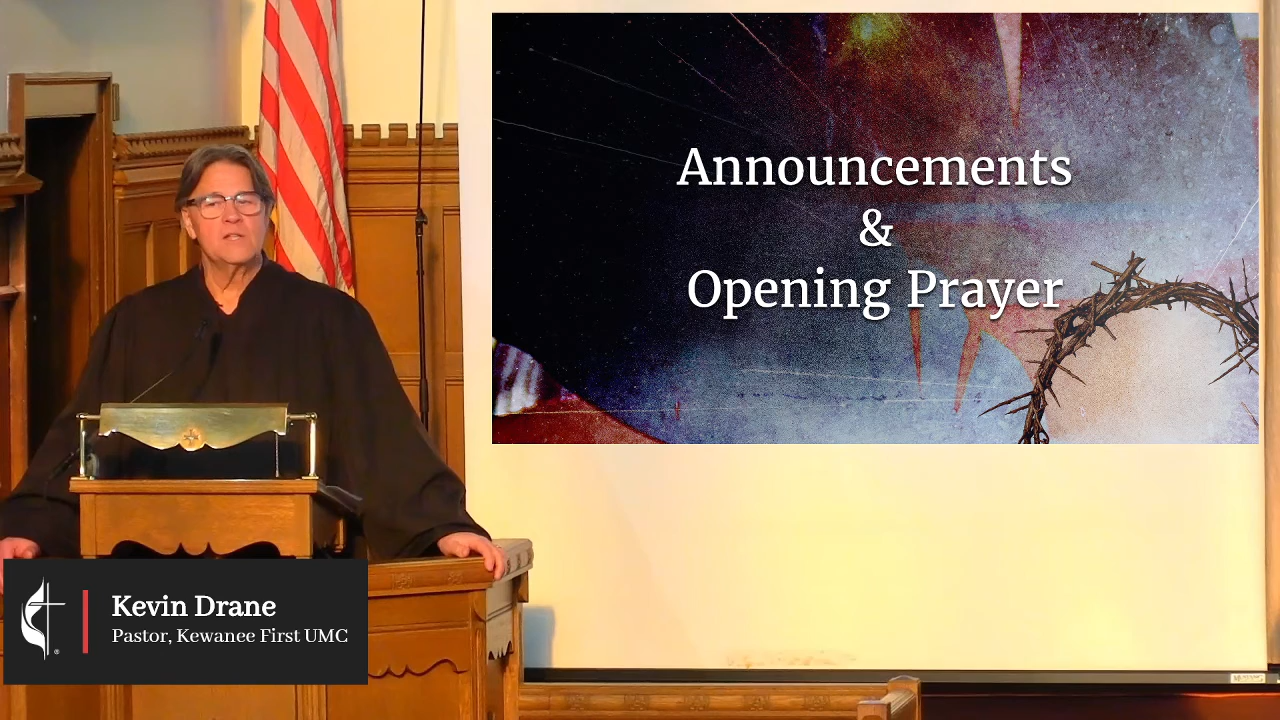 Announcements
&
Opening Prayer
Kevin Drane
Pastor, Kewanee First UMC
®